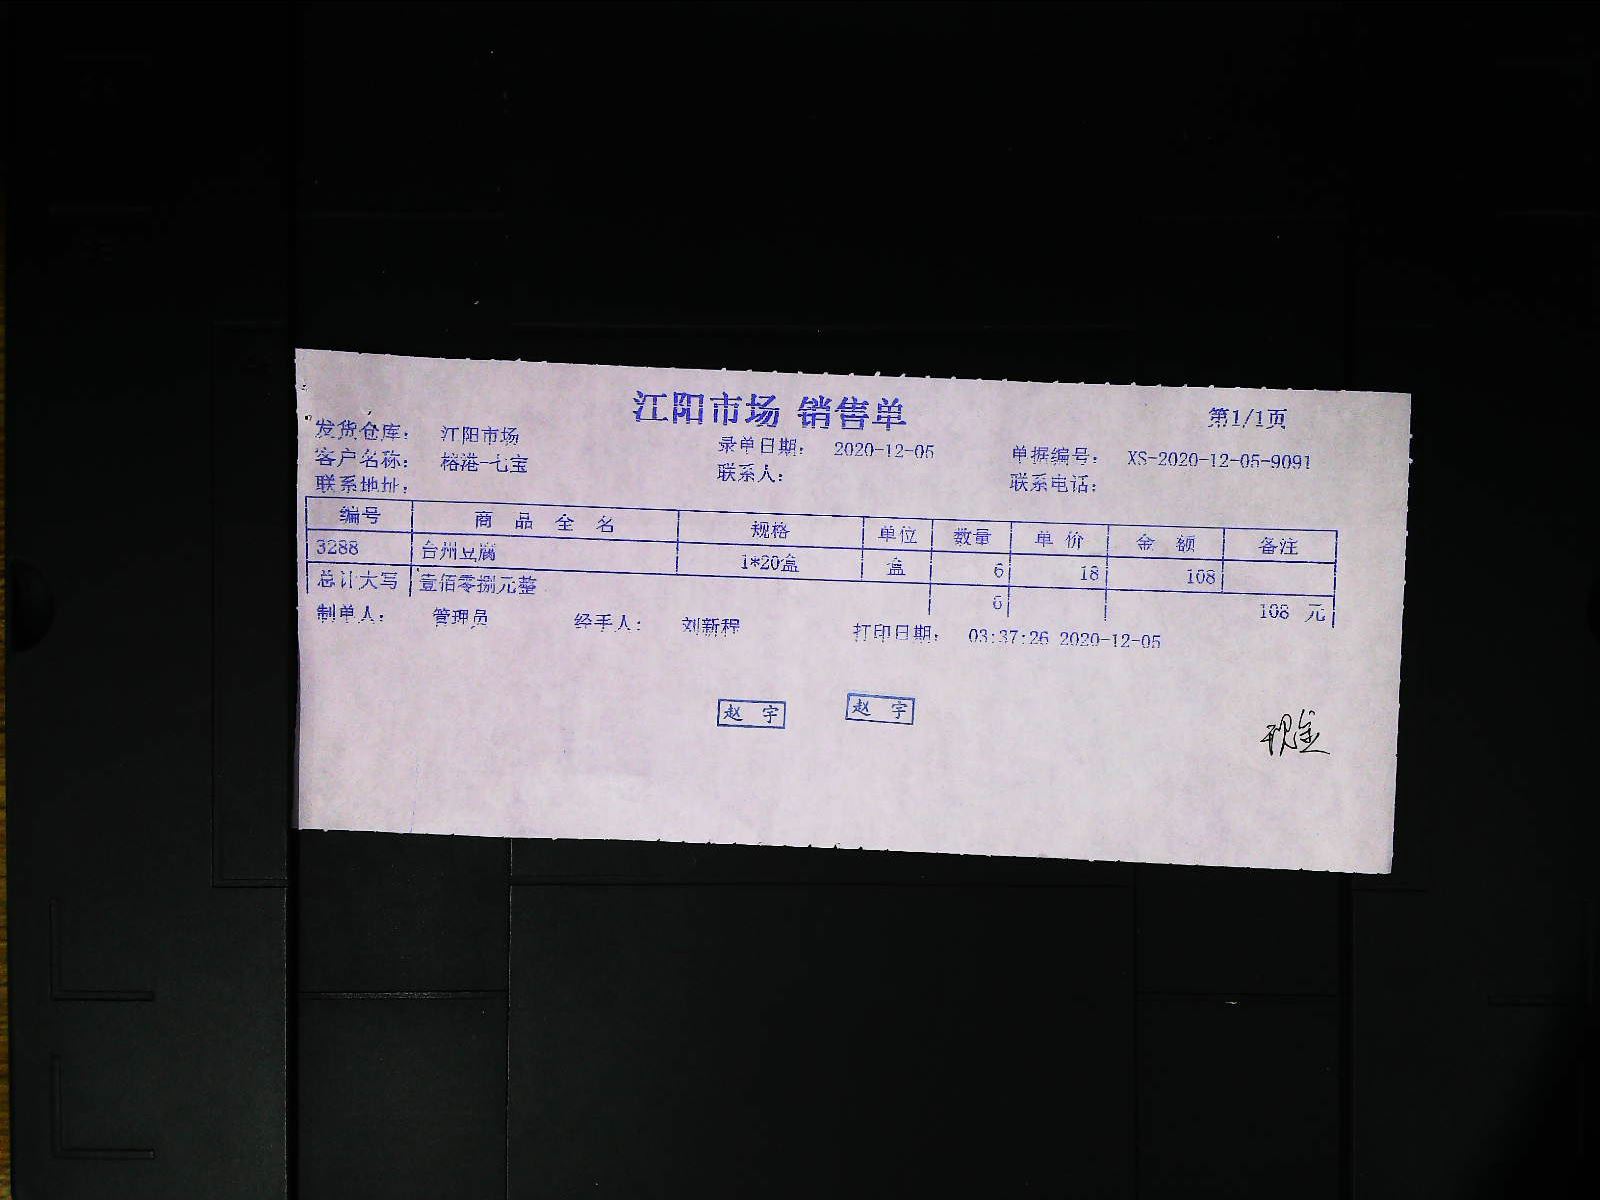 江阳市场 销售单
第1/1页
发货仓库： 江阳市场 录单日期： 2020-12-05 单据编号： XS-2020-12-05-9091
客户名称： 榕港-七宝 联系人： 联系电话：
联系地址：
编号 商 品 全 名 规格 单位 数量 单 价 金 额 备注
3288 台州豆腐 1*20盒 盒 6 18 108
总计大写 壹佰零捌元整 6 108 元
制单人： 管理员 经手人： 刘新程 打印日期： 03:37:26 2020-12-05
赵 宇 赵 宇
现金